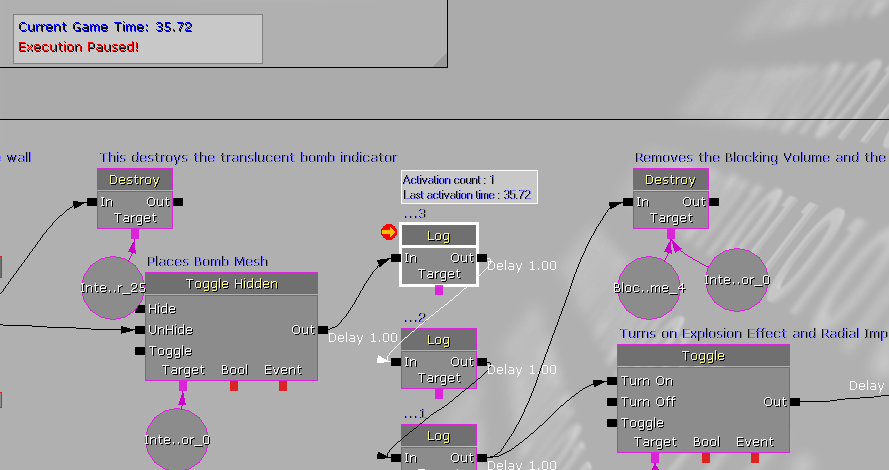 Current Game Time: 35.72
Execution Paused!
wall
This destroys the translucent bomb indicator
Removes the Blocking Volume and the
Destroy
In
Out
Target
Activation count : 1
Last activation time : 35.72
...3
Log
In
Out
Target
Delay 1.00
Destroy
In
Out
Target
Inte...r_25
Places Bomb Mesh
Toggle Hidden
Hide
UnHide
Toggle
Out
Target
Bool
Event
Delay 1.00
Inte...or_0
...2
Log
In
Out
Target
Delay 1.00
...1
Log
In
Out
Delay 1.00
Bloc...me_4
Inte...or_0
Turns on Explosion Effect and Radial Imp
Toggle
Turn On
Turn Off
Toggle
Out
Target
Bool
Event
Delay